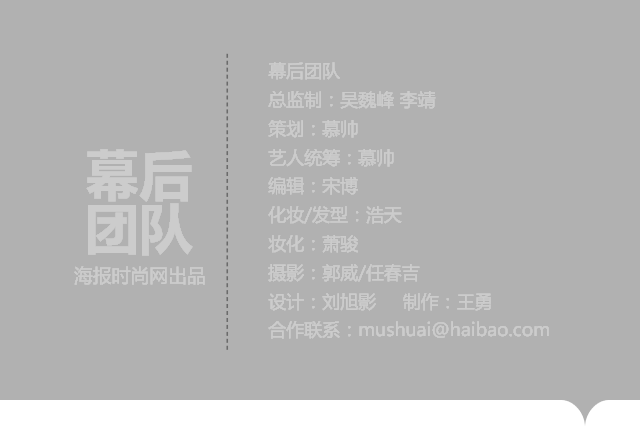 幕后
团队
海报时尚网出品
幕后团队
总监制：吴魏峰 李靖
策划：慕帅
艺人统筹：慕帅
编辑：宋博
化妆/发型：浩天
妆化：萧骏
摄影：郭威/任春吉
设计：刘旭影 制作：王勇
合作联系：mushuai@haibao.com